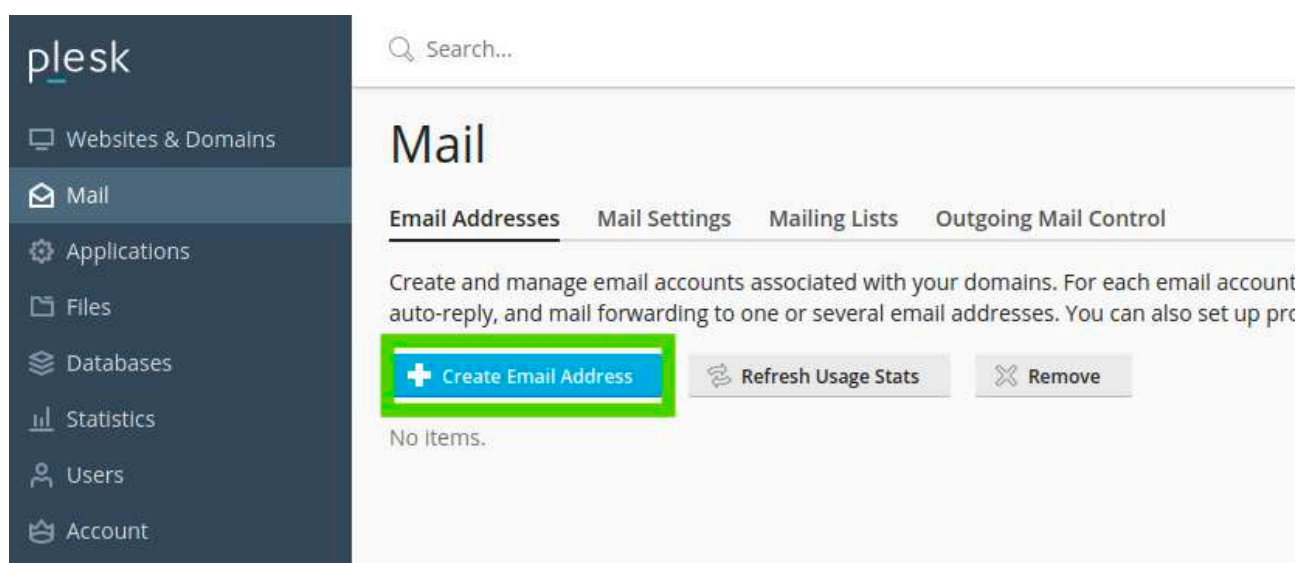 plesk
Search...
Websites & Domains
Mail
Applications
Files
Databases
Statistics
Users
Account
Mail
Email Addresses Mail Settings Mailing Lists Outgoing Mail Control
Create and manage email accounts associated with your domains. For each email account
auto-reply, and mail forwarding to one or several email addresses. You can also set up
Create Email Address Refresh Usage Stats Remove
No items.